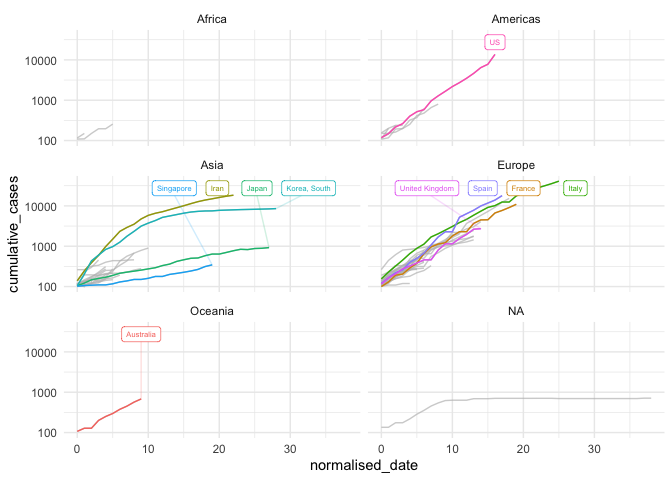 Africa
Americas
US
10000
1000
100
Asia
Europe
Singapore
Iran
Japan
Korea, South
United Kingdom
Spain
France
Italy
10000
1000
100
cumulative_cases
Oceania
NA
Australia
10000
1000
100
0
10
20
30
0
10
20
30
normalised_date